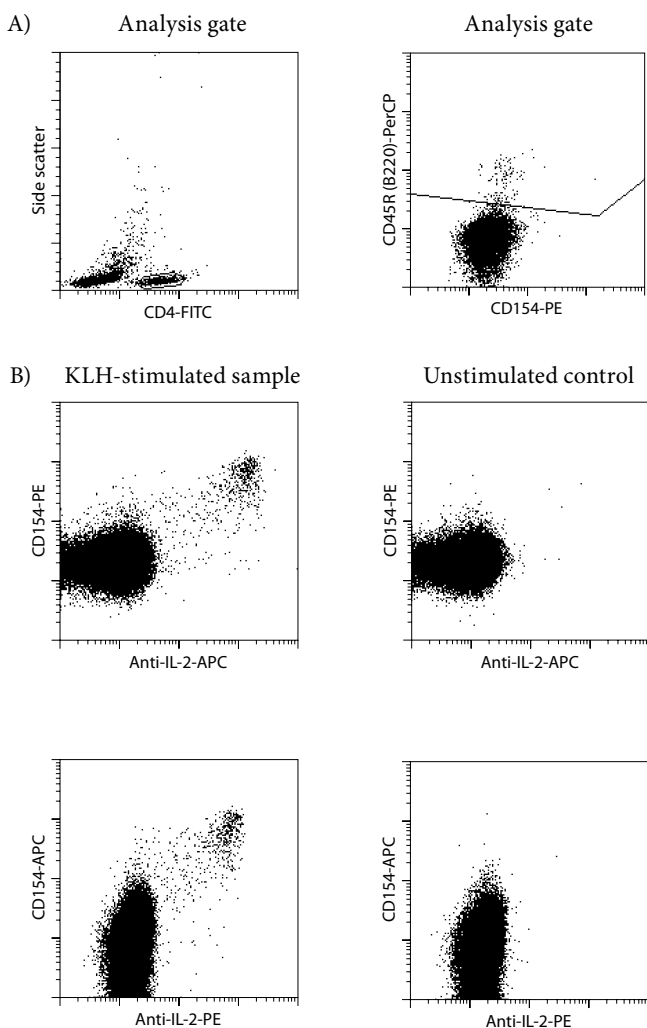 A) Analysis gate Analysis gate
Side scatter
CD4-FITC
CD45R (B220)-PerCP
CD154-PE
B) KLH-stimulated sample Unstimulated control
CD154-PE
Anti-IL-2-APC
CD154-PE
Anti-IL-2-APC
CD154-APC
Anti-IL-2-PE
CD154-APC
Anti-IL-2-PE